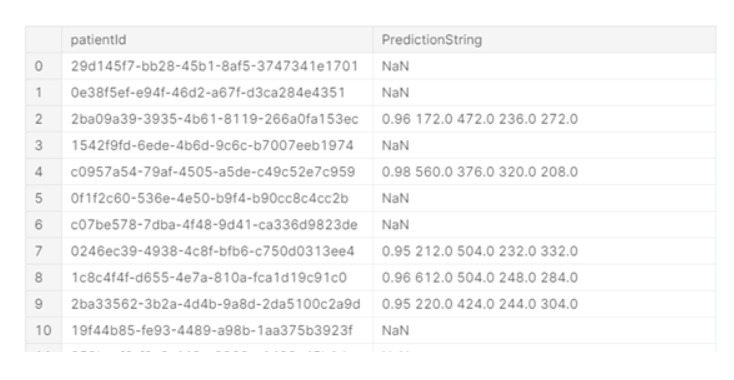 patientId PredictionString
0 29d145f7-bb28-45b1-8af5-3747341e1701 NaN
1 0e38f5ef-e94f-46d2-a67f-d3ca284e4351 NaN
2 2ba09a39-3935-4b61-8119-266a0fa153ec 0.96 172.0 472.0 236.0 272.0
3 1542f9fd-6ede-4b6d-9c6c-b7007eeb1974 NaN
4 c0957a54-79af-4505-a5de-c49c52e7c959 0.98 560.0 376.0 320.0 208.0
5 0f1f2c60-536e-4e50-b9f4-b90cc8c4cc2b NaN
6 c07be578-7dba-4f48-9d41-ca336d9823de NaN
7 0246ec39-4938-4c8f-bfb6-c750d0313ee4 0.95 212.0 504.0 232.0 332.0
8 1c8c4f4f-d655-4e7a-810a-fca1d19c91c0 0.96 612.0 504.0 248.0 284.0
9 2ba33562-3b2a-4d4b-9a8d-2da5100c2a9d 0.95 220.0 424.0 244.0 304.0
10 19f44b85-fe93-4489-a98b-1aa375b3923f NaN